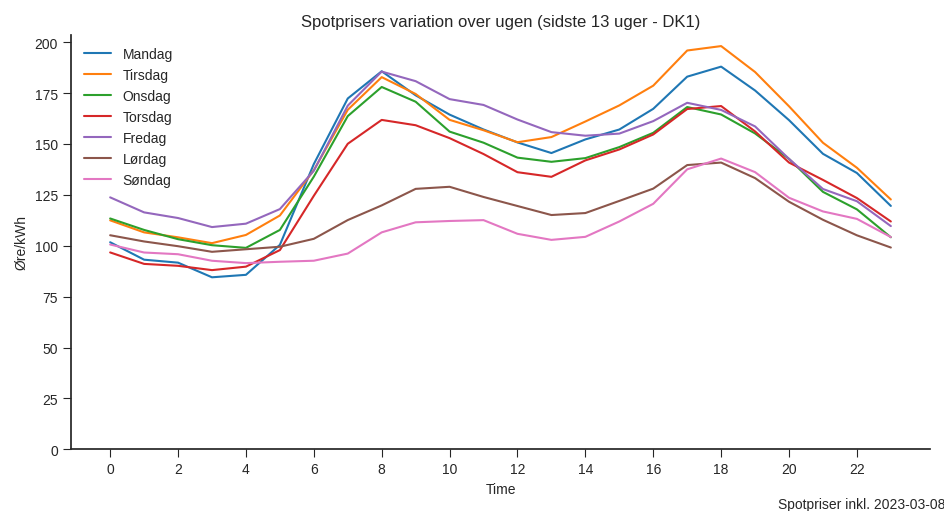 Spotprisers variation over ugen (sidste 13 uger - DK1)
200
175
150
125
100
75
50
25
0
Øre/kWh
Mandag
Tirsdag
Onsdag
Torsdag
Fredag
Lørdag
Søndag
0 2 4 6 8 10 12 14 16 18 20 22
Time
Spotpriser inkl. 2023-03-08